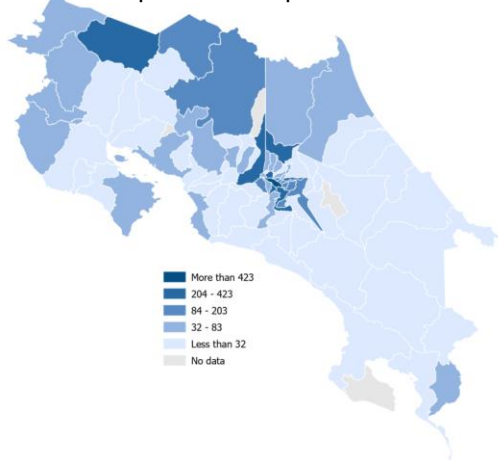 More than 423
204 - 423
84 - 203
32 - 83
Less than 32
No data